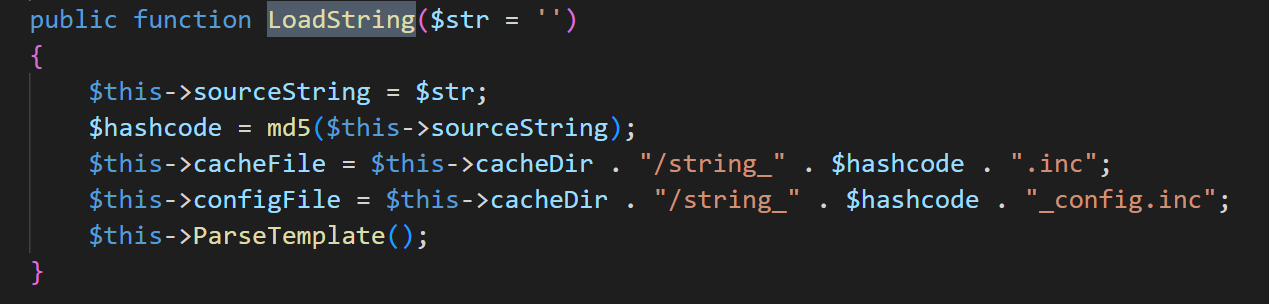 public function LoadString($str = '')
{
    $this->sourceString = $str;
    $hashcode = md5($this->sourceString);
    $this->cacheFile = $this->cacheDir . "/string_" . $hashcode . ".inc";
    $this->configFile = $this->cacheDir . "/string_" . $hashcode . "_config.inc";
    $this->ParseTemplate();
}